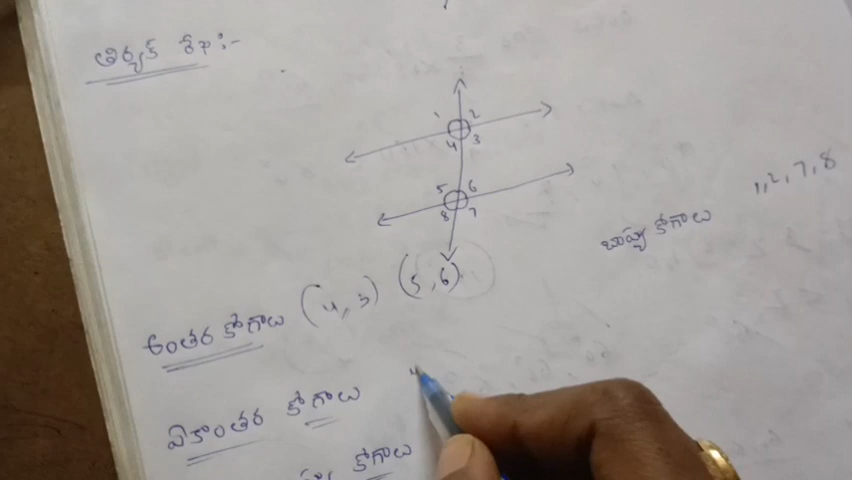 తిర్యక్ రేఖ:-
1 2
4 3
5 6
8 7
బాహ్య కోణాలు 1, 2, 7, 8
అంతర కోణాలు (4, 3) (5, 6)
ఏకాంతర కోణాలు
కోణాలు